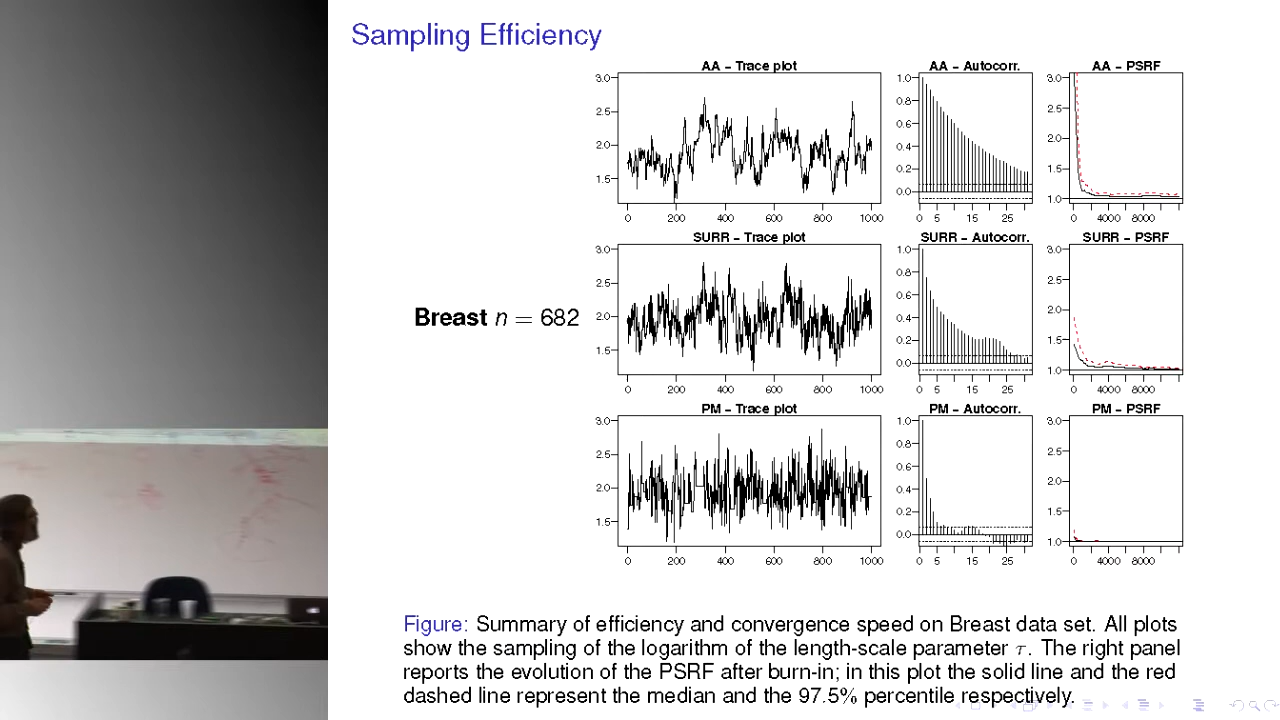 Sampling Efficiency
AA – Trace plot
3.0
2.5
2.0
1.5
0 200 400 600 800 1000
AA – Autocorr.
1.0
0.8
0.6
0.4
0.2
0.0
0 5 15 25
AA – PSRF
3.0
2.5
2.0
1.5
1.0
0 4000 8000
Breast n = 682
SURR – Trace plot
3.0
2.5
2.0
1.5
0 200 400 600 800 1000
SURR – Autocorr.
1.0
0.8
0.6
0.4
0.2
0.0
0 5 15 25
SURR – PSRF
3.0
2.5
2.0
1.5
1.0
0 4000 8000
PM – Trace plot
3.0
2.5
2.0
1.5
0 200 400 600 800 1000
PM – Autocorr.
1.0
0.8
0.6
0.4
0.2
0.0
0 5 15 25
PM – PSRF
3.0
2.5
2.0
1.5
1.0
0 4000 8000
Figure: Summary of efficiency and convergence speed on Breast data set. All plots
show the sampling of the logarithm of the length-scale parameter τ. The right panel
reports the evolution of the PSRF after burn-in; in this plot the solid line and the red
dashed line represent the median and the 97.5% percentile respectively.